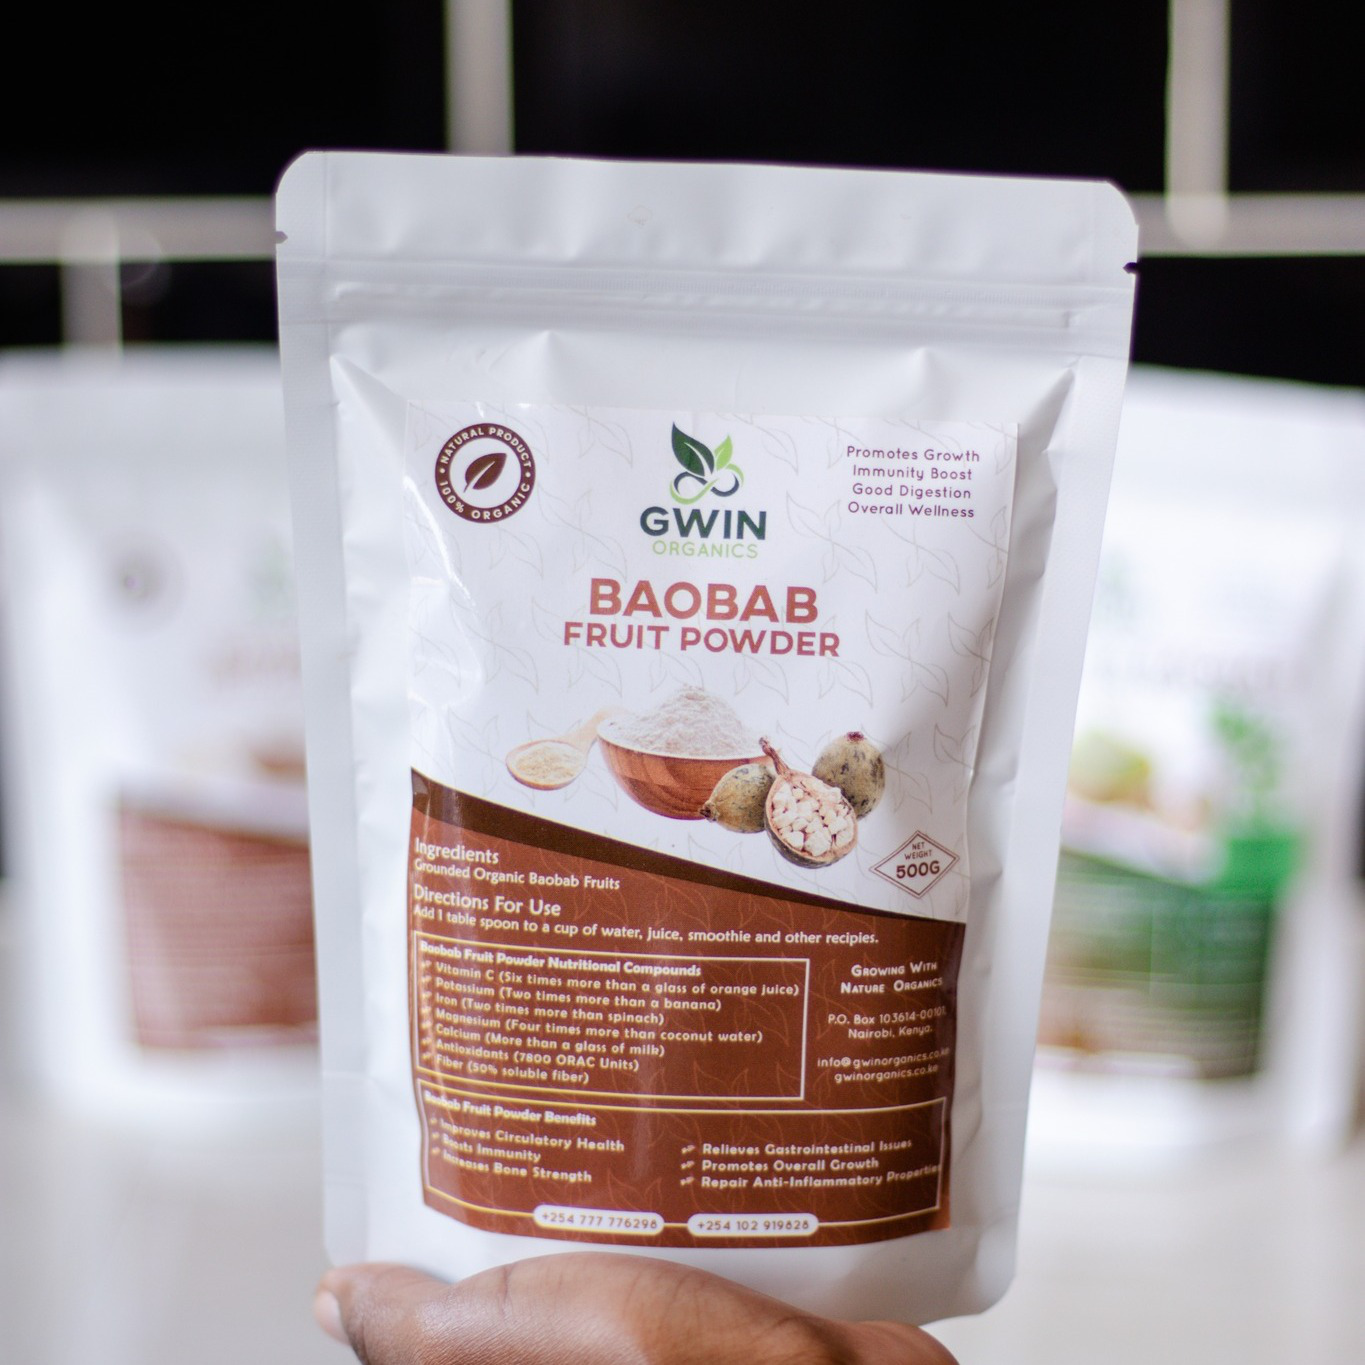 NATURAL PRODUCT
100% ORGANIC
GWIN
ORGANICS
Promotes Growth
Immunity Boost
Good Digestion
Overall Wellness
BAOBAB
FRUIT POWDER
NET
WEIGHT
500G
Ingredients
Grounded Organic Baobab Fruits
Directions For Use
Add 1 table spoon to a cup of water, juice, smoothie and other recipies.
Baobab Fruit Powder Nutritional Compounds
Vitamin C (Six times more than a glass of orange juice)
Potassium (Two times more than a banana)
Iron (Two times more than spinach)
Magnesium (Four times more than coconut water)
Calcium (More than a glass of milk)
Antioxidants (7800 ORAC Units)
Fiber (50% soluble fiber)
Growing With
Nature Organics
P.O. Box 103614-00101,
Nairobi, Kenya.
info@gwinorganics.co.ke
gwinorganics.co.ke
Baobab Fruit Powder Benefits
Improves Circulatory Health
Boosts Immunity
Increases Bone Strength
Relieves Gastrointestinal Issues
Promotes Overall Growth
Repair Anti-Inflammatory Properties
+254 777 776298
+254 102 919828